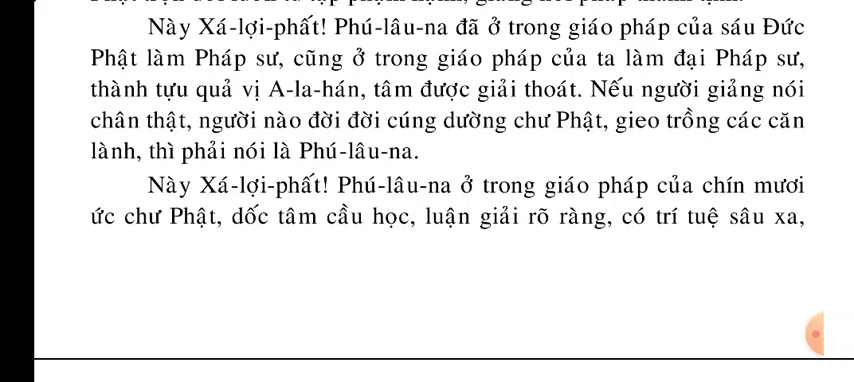 Này Xá-lợi-phất! Phú-lâu-na đã ở trong giáo pháp của sáu Đức
Phật làm Pháp sư, cũng ở trong giáo pháp của ta làm đại Pháp sư,
thành tựu quả vị A-la-hán, tâm được giải thoát. Nếu người giảng nói
chân thật, người nào đời đời cúng dường chư Phật, gieo trồng các căn
lành, thì phải nói là Phú-lâu-na.
Này Xá-lợi-phất! Phú-lâu-na ở trong giáo pháp của chín mươi
ức chư Phật, dốc tâm cầu học, luận giải rõ ràng, có trí tuệ sâu xa,